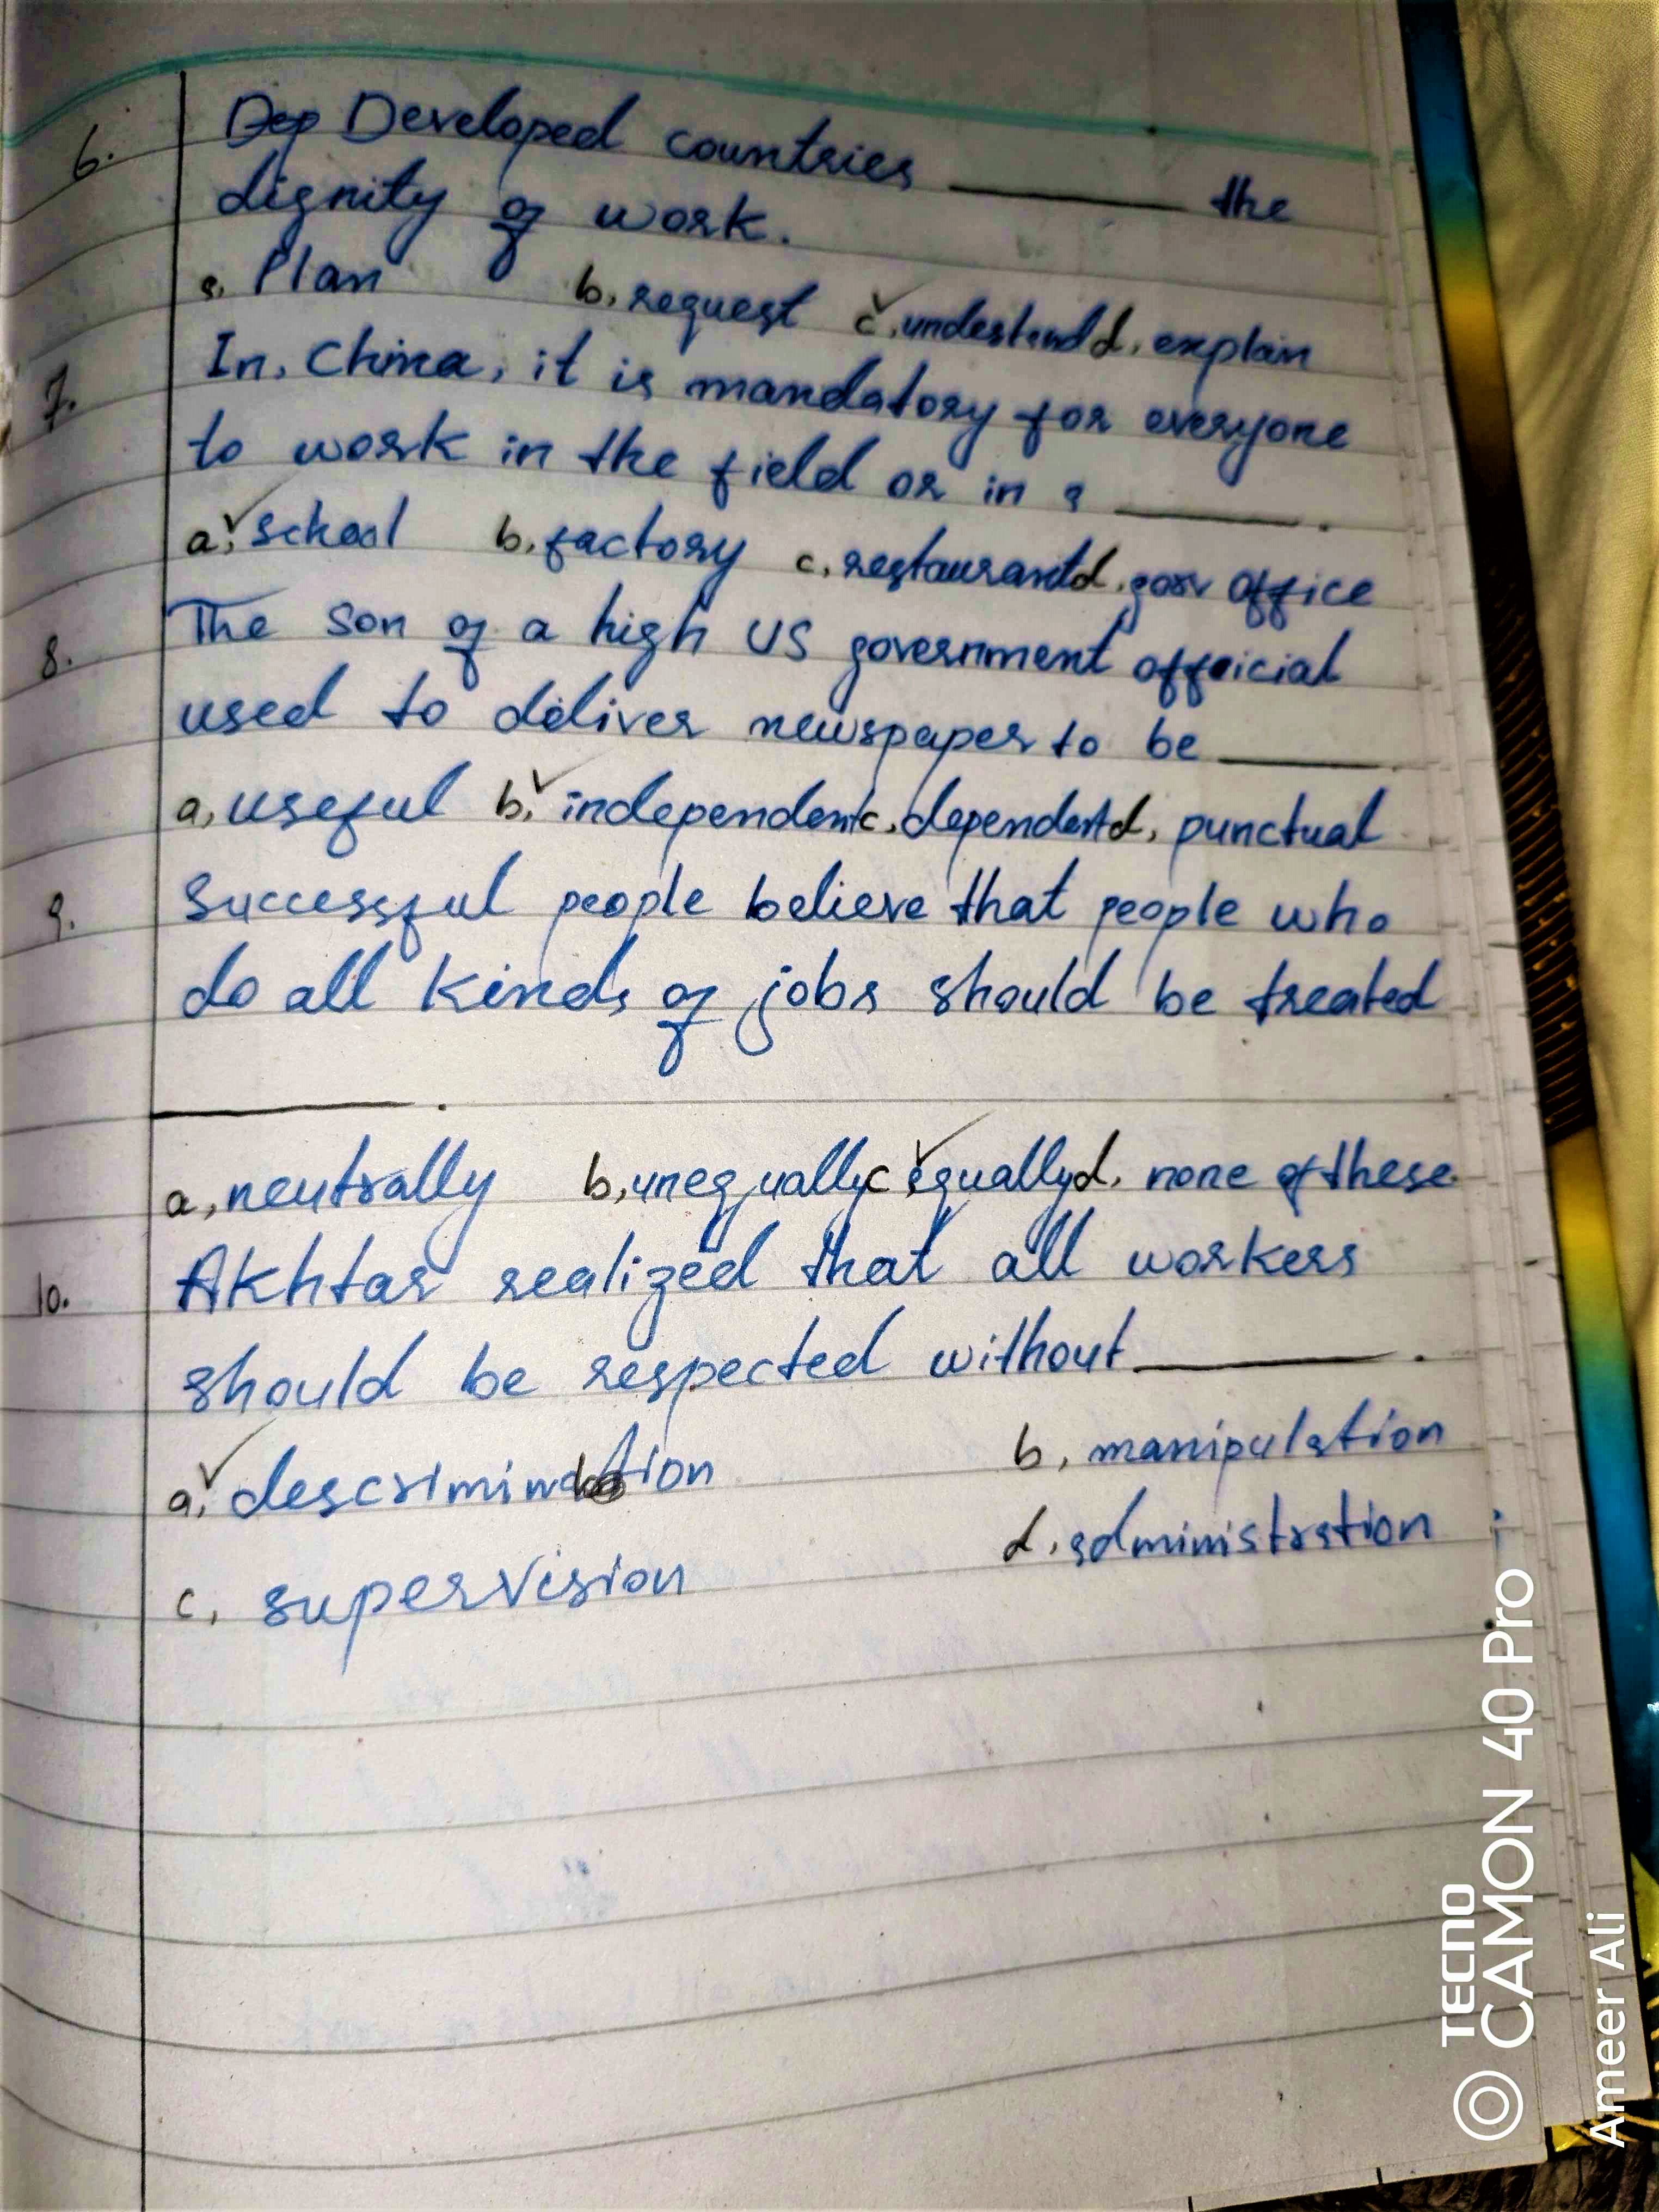 6. Dep Developed countries ______ the
dignity of work.
a. Plan b, request ✓c, undestand d, explain
7. In, China, it is mandatory for everyone
to work in the field or in a ______.
a,✓ school b, factory c, restaurant d, gov office
8. The son of a high US government official
used to deliver newspaper to be ______.
a, useful b,✓ independent c, dependent d, punctual
9. Successful people believe that people who
do all kinds of jobs should be treated
______.
a, neutrally b, unequally c ✓equally d, none of these.
10. Akhtar realized that all workers
should be respected without ______.
a,✓ descrimination b, manipulation
c, supervision d. administration
TECNO
CAMON 40 Pro
Ameer Ali